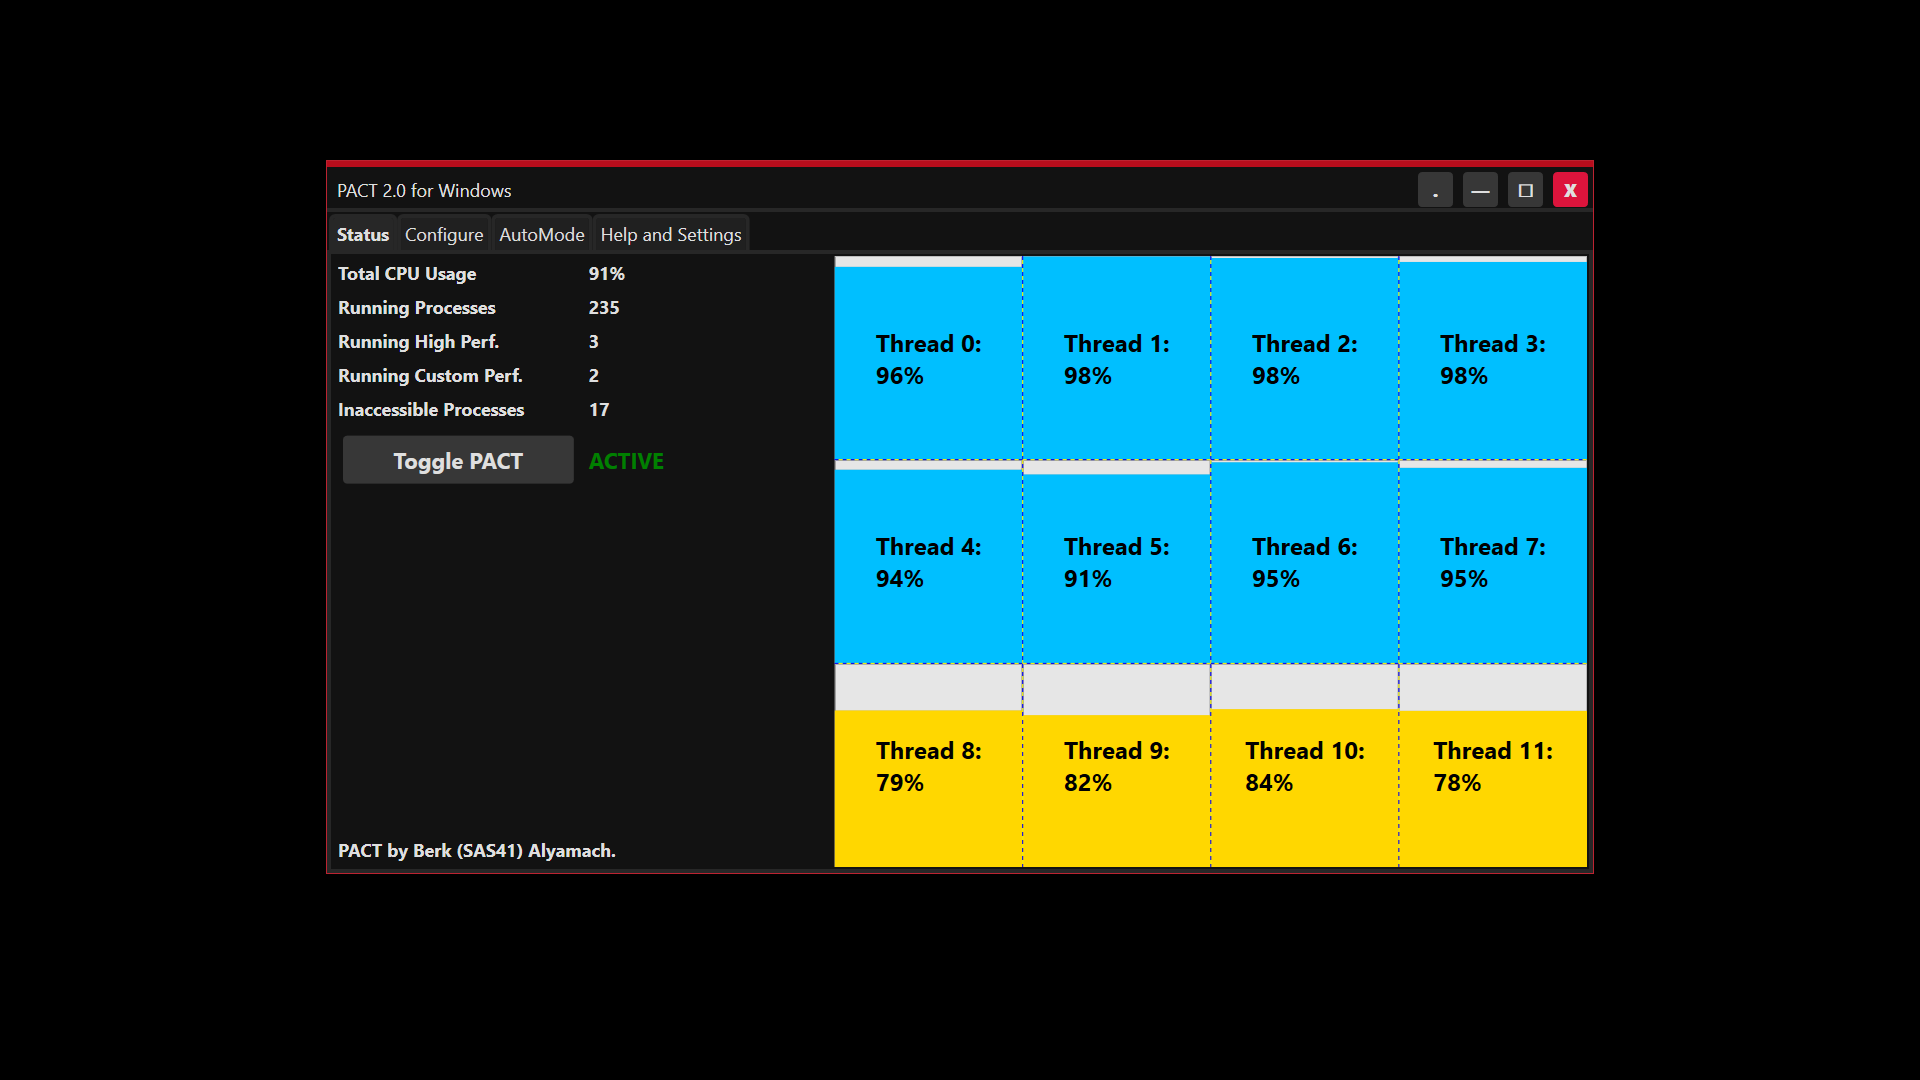 PACT 2.0 for Windows
. — □ X
Status Configure AutoMode Help and Settings
Total CPU Usage 91%
Running Processes 235
Running High Perf. 3
Running Custom Perf. 2
Inaccessible Processes 17
Toggle PACT ACTIVE
PACT by Berk (SAS41) Alyamach.
Thread 0:
96%
Thread 1:
98%
Thread 2:
98%
Thread 3:
98%
Thread 4:
94%
Thread 5:
91%
Thread 6:
95%
Thread 7:
95%
Thread 8:
79%
Thread 9:
82%
Thread 10:
84%
Thread 11:
78%